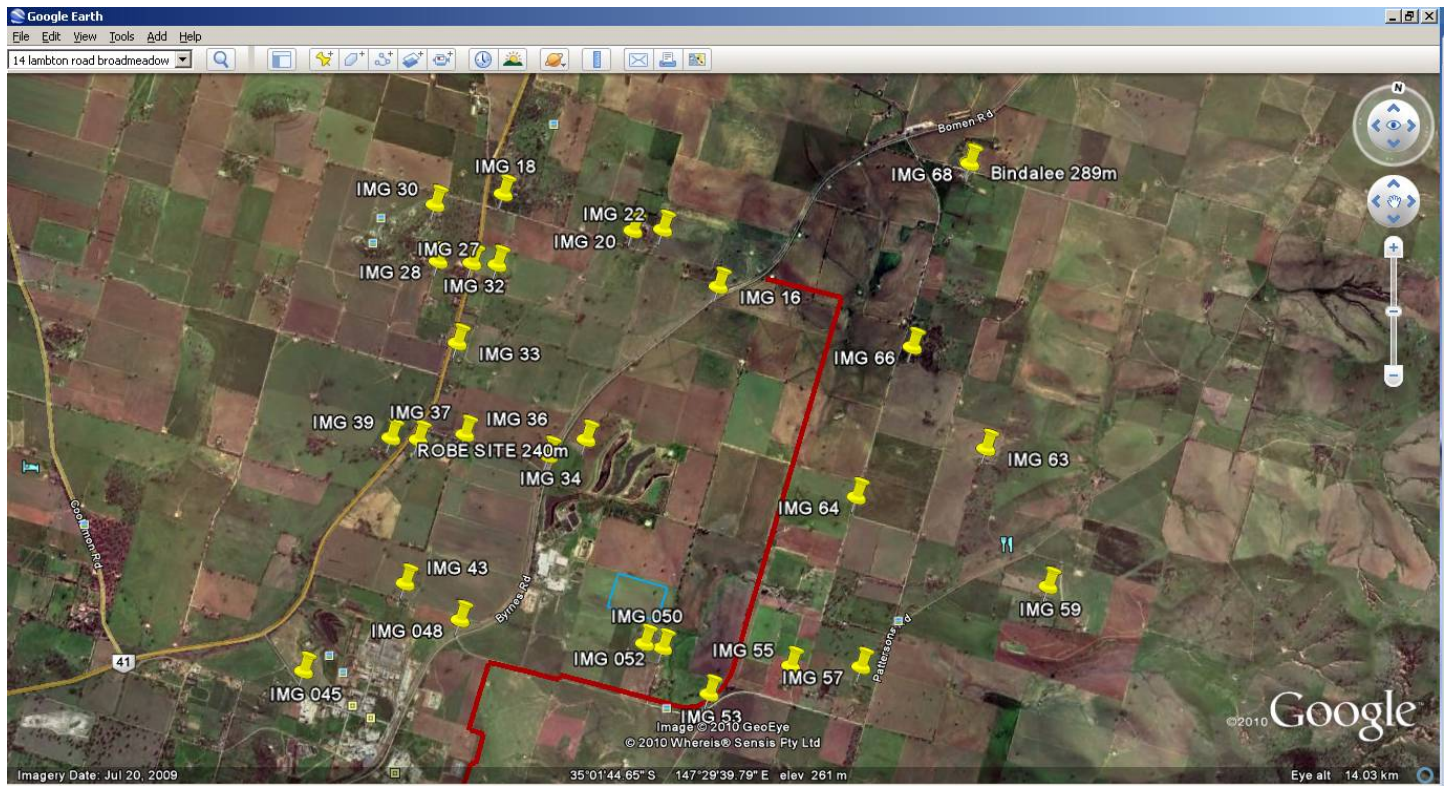 Google Earth
File Edit View Tools Add Help
14 lambton road broadmeadow
N
Bomen Rd
IMG 18
IMG 68
Bindalee 289m
IMG 30
IMG 22
IMG 20
IMG 27
IMG 28
IMG 32
IMG 16
IMG 33
IMG 66
IMG 37
IMG 36
IMG 39
ROBE SITE 240m
IMG 63
IMG 34
IMG 64
Coolamon Rd
IMG 43
Byrnes Rd
IMG 59
IMG 050
IMG 048
Pattersons Rd
IMG 55
IMG 052
41
IMG 57
IMG 045
IMG 53
Image © 2010 GeoEye
© 2010 Whereis® Sensis Pty Ltd
©2010 Google
Imagery Date: Jul 20, 2009
35°01'44.65" S 147°29'39.79" E elev 261 m
Eye alt 14.03 km